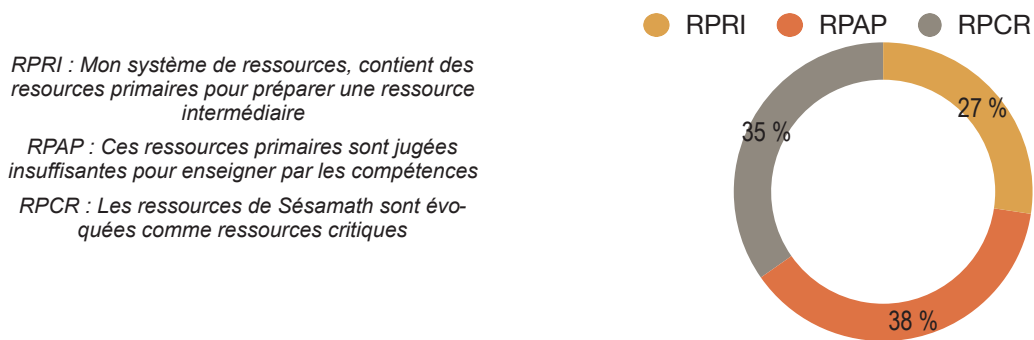 RPRI : Mon système de ressources, contient des
resources primaires pour préparer une ressource
intermédiaire
RPAP : Ces ressources primaires sont jugées
insuffisantes pour enseigner par les compétences
RPCR : Les ressources de Sésamath sont évo-
quées comme ressources critiques
RPRI RPAP RPCR
27 %
35 %
38 %